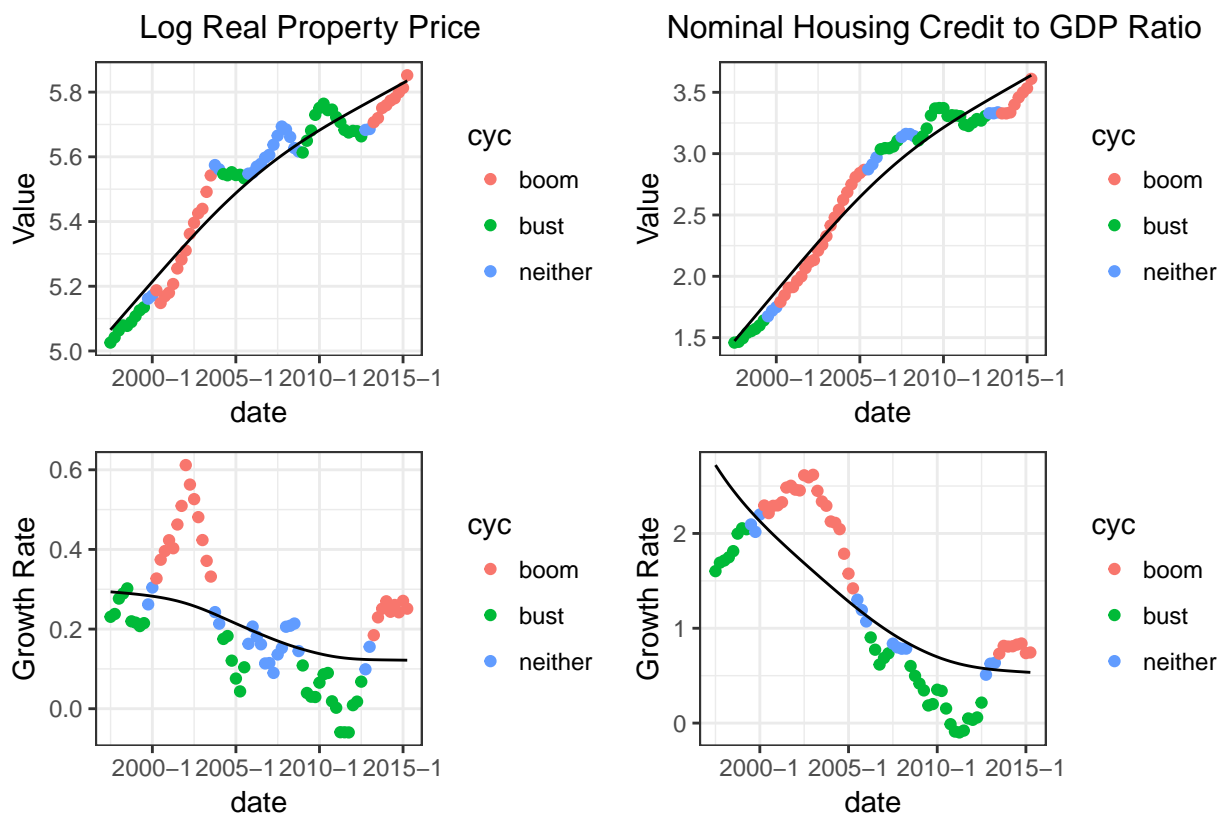 Log Real Property Price
5.8
5.6
5.4
5.2
5.0
Value
2000−1 2005−1 2010−1 2015−1
date
cyc
boom
bust
neither
Nominal Housing Credit to GDP Ratio
3.5
3.0
2.5
2.0
1.5
Value
2000−1 2005−1 2010−1 2015−1
date
cyc
boom
bust
neither
0.6
0.4
0.2
0.0
Growth Rate
2000−1 2005−1 2010−1 2015−1
date
cyc
boom
bust
neither
2
1
0
Growth Rate
2000−1 2005−1 2010−1 2015−1
date
cyc
boom
bust
neither